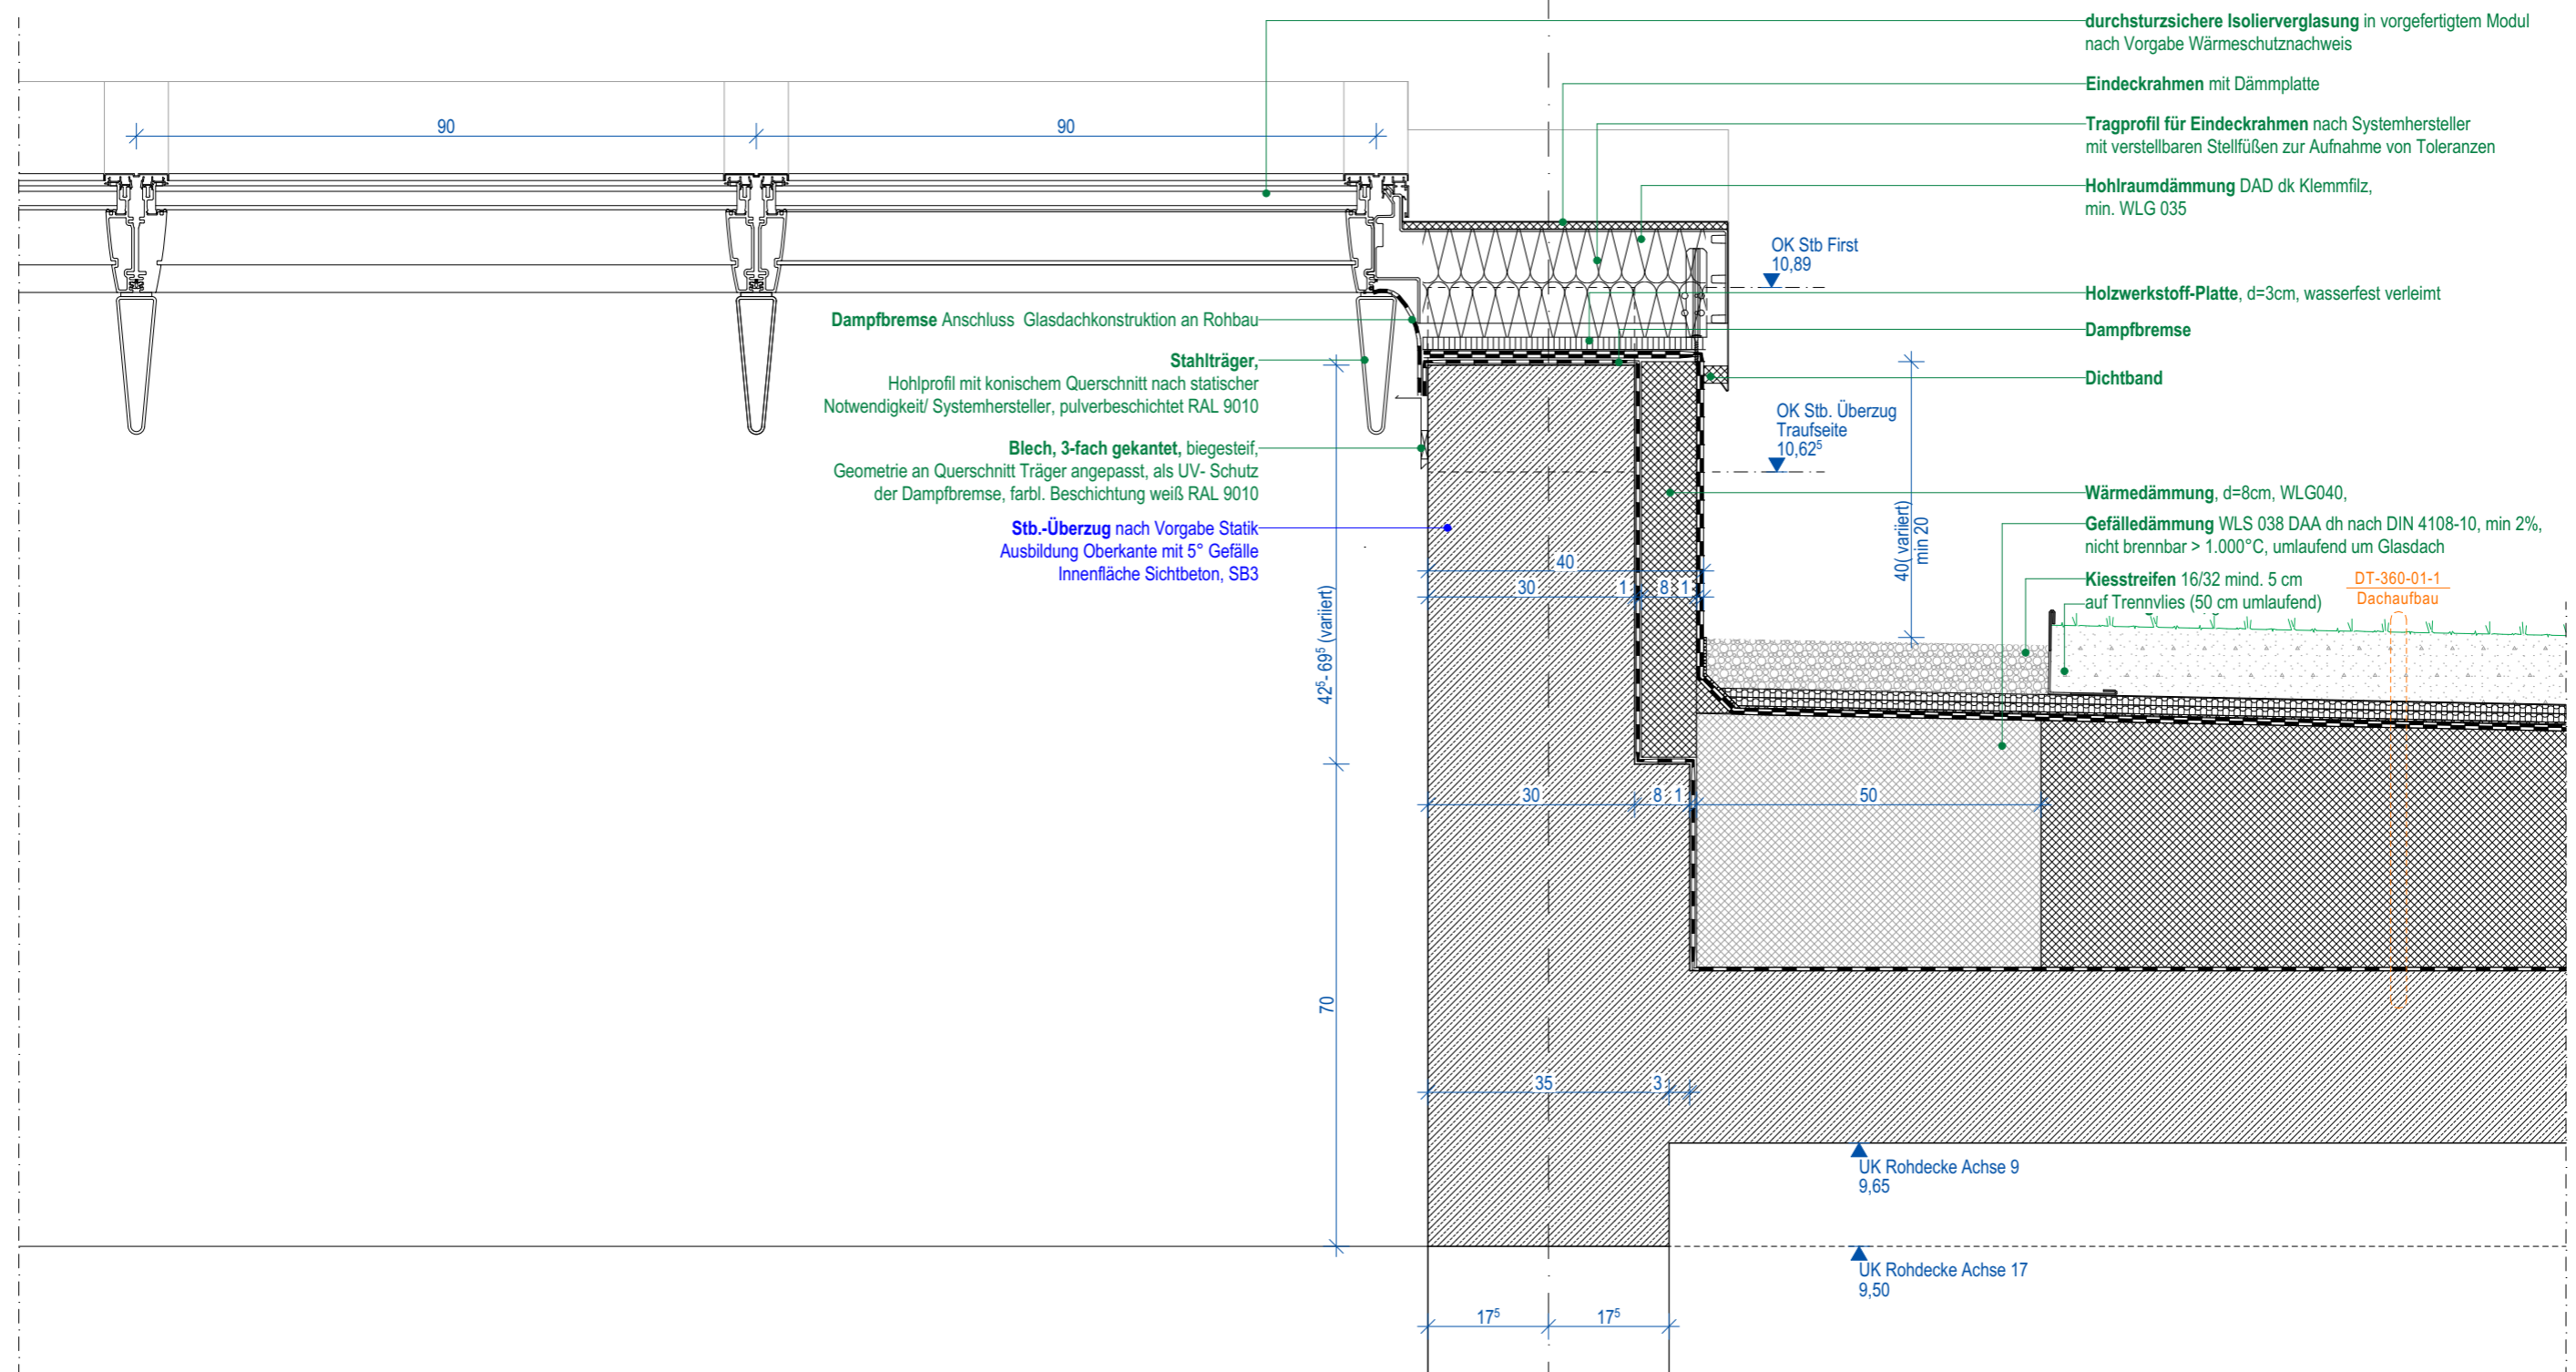 durchsturzsichere Isolierverglasung in vorgefertigtem Modul
nach Vorgabe Wärmeschutznachweis
Eindeckrahmen mit Dämmplatte
Tragprofil für Eindeckrahmen nach Systemhersteller
mit verstellbaren Stellfüßen zur Aufnahme von Toleranzen
Hohlraumdämmung DAD dk Klemmfilz,
min. WLG 035
90
90
OK Stb First
10,89
Holzwerkstoff-Platte, d=3cm, wasserfest verleimt
Dampfbremse
Dichtband
Dampfbremse Anschluss Glasdachkonstruktion an Rohbau
Stahlträger,
Hohlprofil mit konischem Querschnitt nach statischer
Notwendigkeit/ Systemhersteller, pulverbeschichtet RAL 9010
Blech, 3-fach gekantet, biegesteif,
Geometrie an Querschnitt Träger angepasst, als UV- Schutz
der Dampfbremse, farbl. Beschichtung weiß RAL 9010
Stb.-Überzug nach Vorgabe Statik
Ausbildung Oberkante mit 5° Gefälle
Innenfläche Sichtbeton, SB3
OK Stb. Überzug
Traufseite
10,62⁵
Wärmedämmung, d=8cm, WLG040,
Gefälledämmung WLS 038 DAA dh nach DIN 4108-10, min 2%,
nicht brennbar > 1.000°C, umlaufend um Glasdach
Kiesstreifen 16/32 mind. 5 cm
auf Trennvlies (50 cm umlaufend)
DT-360-01-1
Dachaufbau
40( variiert)
min 20
40
30 1 8 1
42⁵- 69⁵ (variiert)
30 8 1 50
70
35 3
UK Rohdecke Achse 9
9,65
UK Rohdecke Achse 17
9,50
17⁵ 17⁵